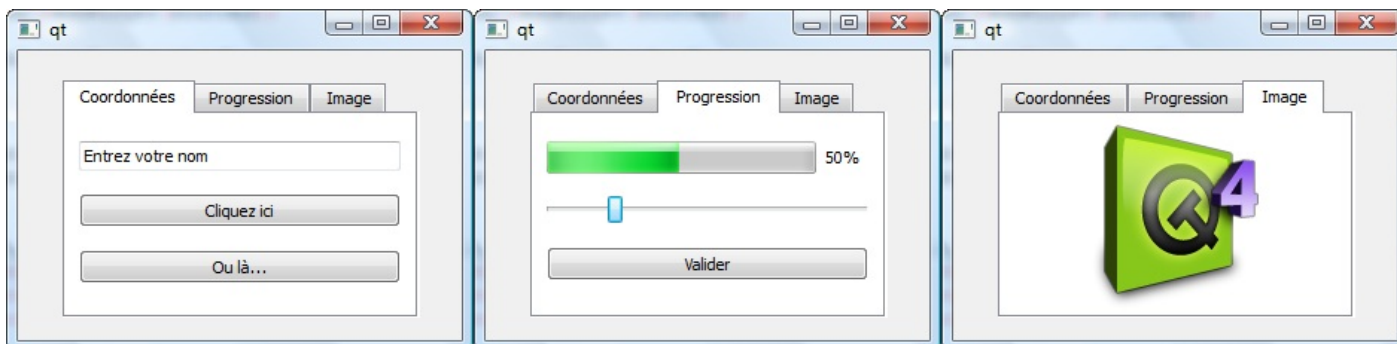 qt
Coordonnées Progression Image
Entrez votre nom
Cliquez ici
Ou là...
qt
Coordonnées Progression Image
50%
Valider
qt
Coordonnées Progression Image
4